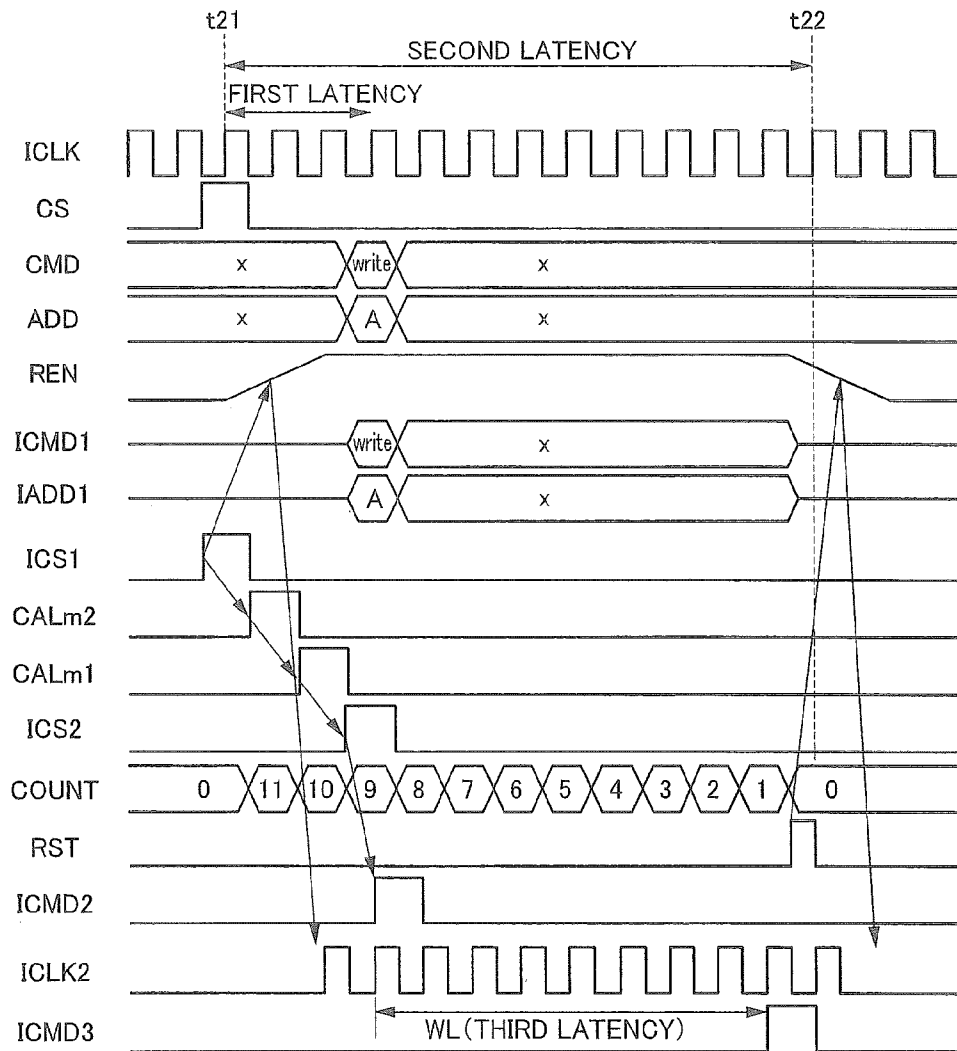 t21 t22
SECOND LATENCY
FIRST LATENCY
ICLK
CS
CMD x write x
ADD x A x
REN
ICMD1 write x
IADD1 A x
ICS1
CALm2
CALm1
ICS2
COUNT 0 11 10 9 8 7 6 5 4 3 2 1 0
RST
ICMD2
ICLK2
WL(THIRD LATENCY)
ICMD3